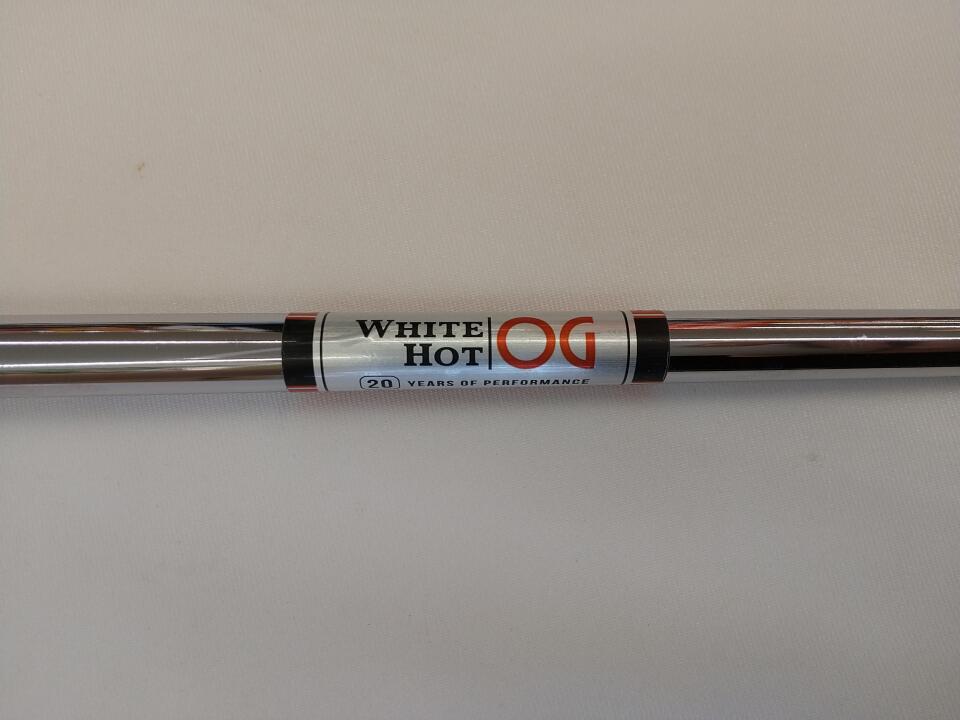 WHITE HOT OG
20 YEARS OF PERFORMANCE